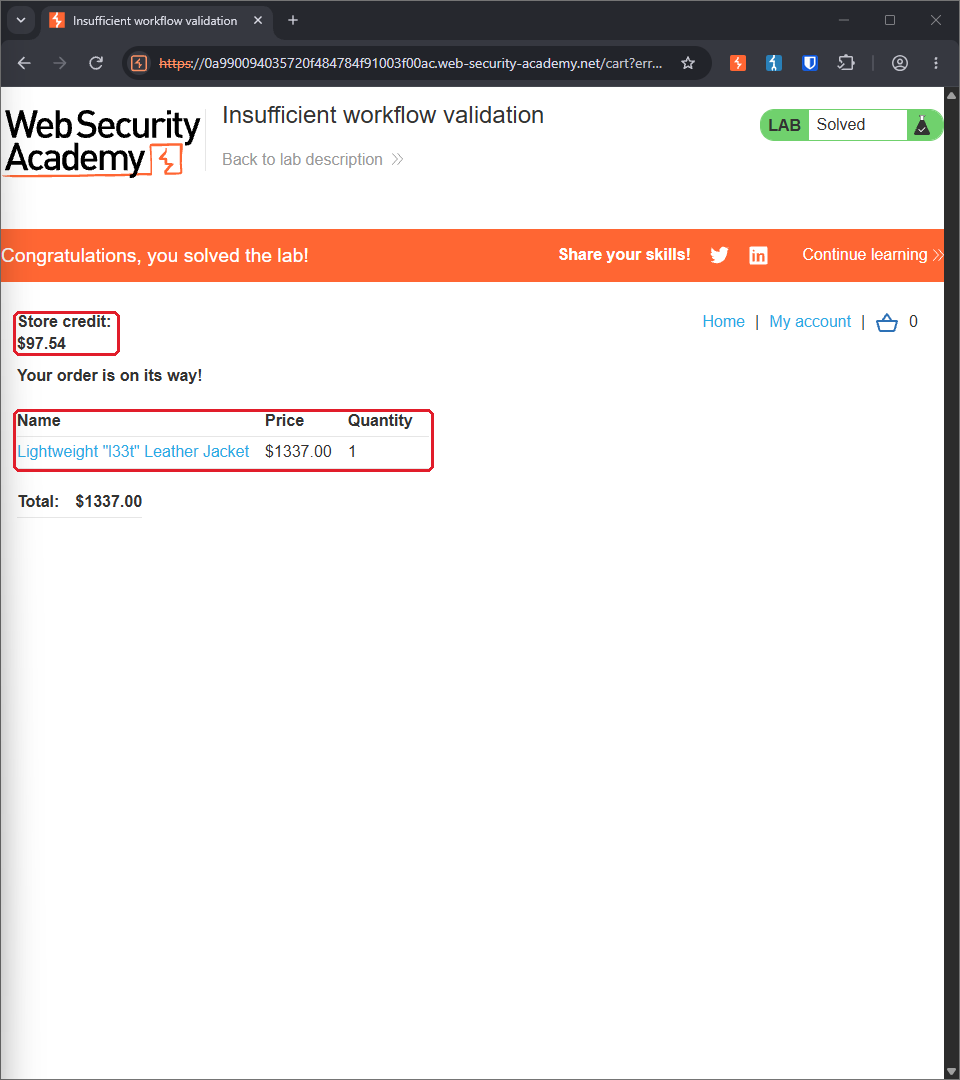 Insufficient workflow validation
https://0a990094035720f484784f91003f00ac.web-security-academy.net/cart?err...
Web Security
Academy
Insufficient workflow validation
Back to lab description
LAB Solved
Congratulations, you solved the lab!
Share your skills!
Continue learning
Store credit:
$97.54
Home | My account | 0
Your order is on its way!
Name Price Quantity
Lightweight "l33t" Leather Jacket $1337.00 1
Total: $1337.00